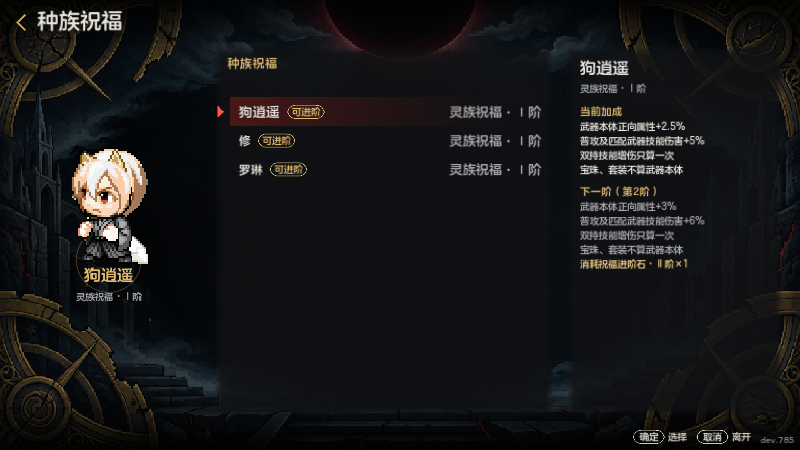 种族祝福
种族祝福
狗逍遥 可进阶 灵族祝福·Ⅰ阶
修 可进阶 灵族祝福·Ⅰ阶
罗琳 可进阶 灵族祝福·Ⅰ阶
狗逍遥
灵族祝福·Ⅰ阶
狗逍遥
灵族祝福·Ⅰ阶
当前加成
武器本体正向属性+2.5%
普攻及匹配武器技能伤害+5%
双持技能增伤只算一次
宝珠、套装不算武器本体
下一阶（第2阶）
武器本体正向属性+3%
普攻及匹配武器技能伤害+6%
双持技能增伤只算一次
宝珠、套装不算武器本体
消耗祝福进阶石·Ⅱ阶×1
确定 选择 取消 离开
dev.785